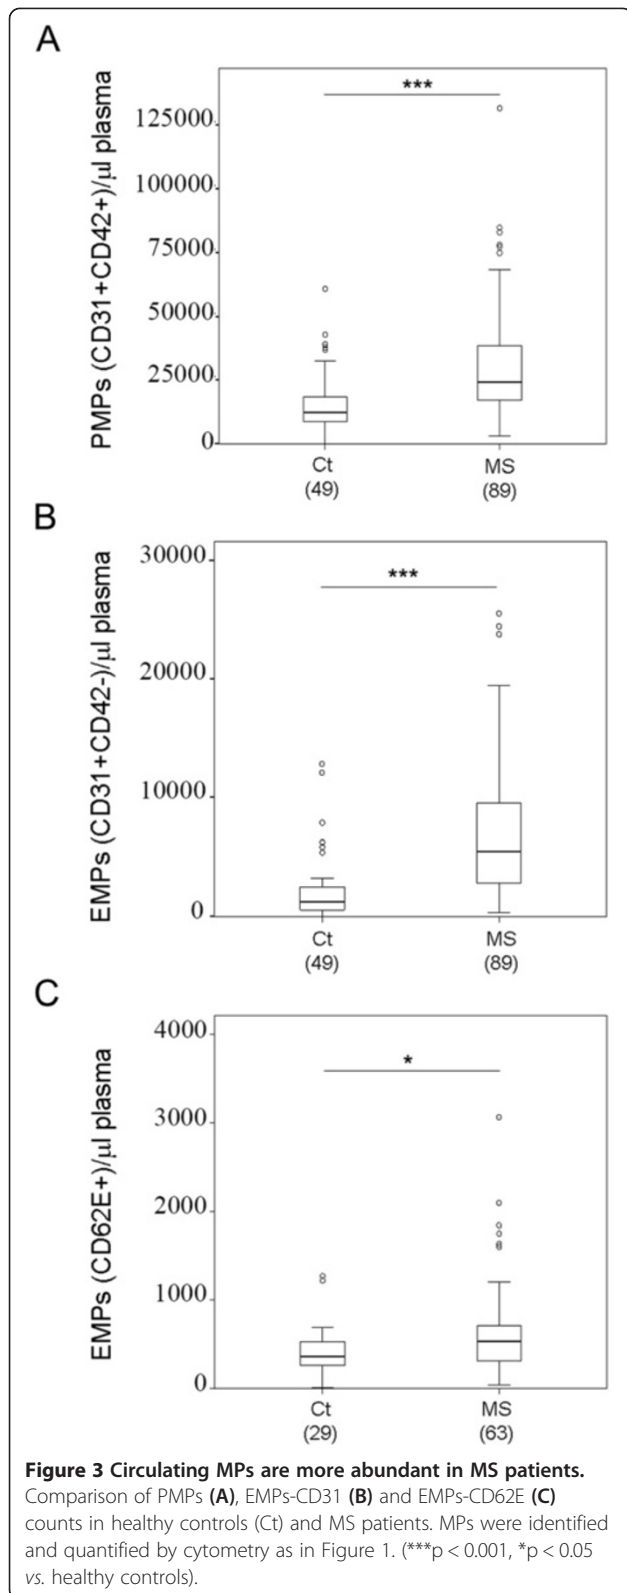 A
***
PMPs (CD31+CD42+)/µl plasma
125000
100000
75000
50000
25000
0
Ct
(49)
MS
(89)
B
***
EMPs (CD31+CD42-)/µl plasma
30000
20000
10000
0
Ct
(49)
MS
(89)
C
*
EMPs (CD62E+)/µl plasma
4000
3000
2000
1000
0
Ct
(29)
MS
(63)
Figure 3 Circulating MPs are more abundant in MS patients.
Comparison of PMPs (A), EMPs-CD31 (B) and EMPs-CD62E (C)
counts in healthy controls (Ct) and MS patients. MPs were identified
and quantified by cytometry as in Figure 1. (***p < 0.001, *p < 0.05
vs. healthy controls).